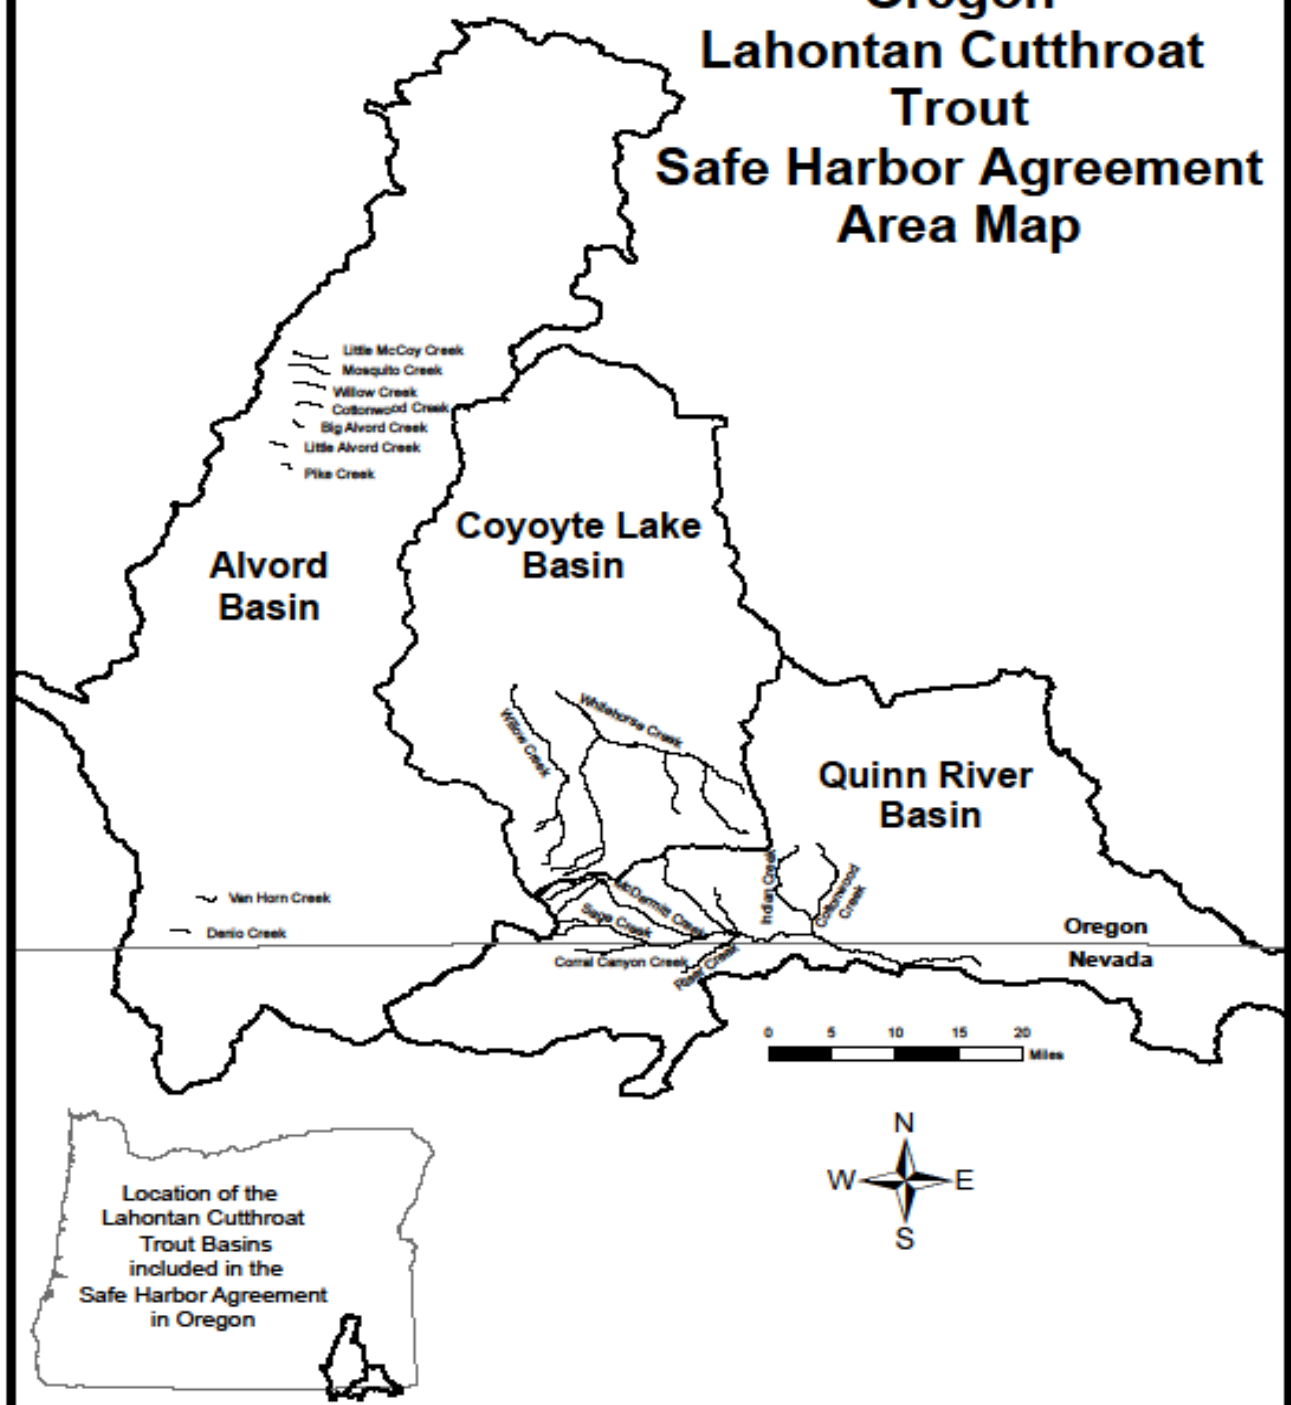 Oregon
Lahontan Cutthroat
Trout
Safe Harbor Agreement
Area Map
Little McCoy Creek
Mosquito Creek
Willow Creek
Cottonwood Creek
Big Alvord Creek
Little Alvord Creek
Pike Creek
Coyoyte Lake
Basin
Alvord
Basin
Whitehorse Creek
Willow Creek
Quinn River
Basin
Indian Creek
Cottonwood
Creek
McDermitt Creek
Sage Creek
Van Horn Creek
Denio Creek
Oregon
Nevada
Corral Canyon Creek
River Creek
0 5 10 15 20
Miles
N
W E
S
Location of the
Lahontan Cutthroat
Trout Basins
included in the
Safe Harbor Agreement
in Oregon